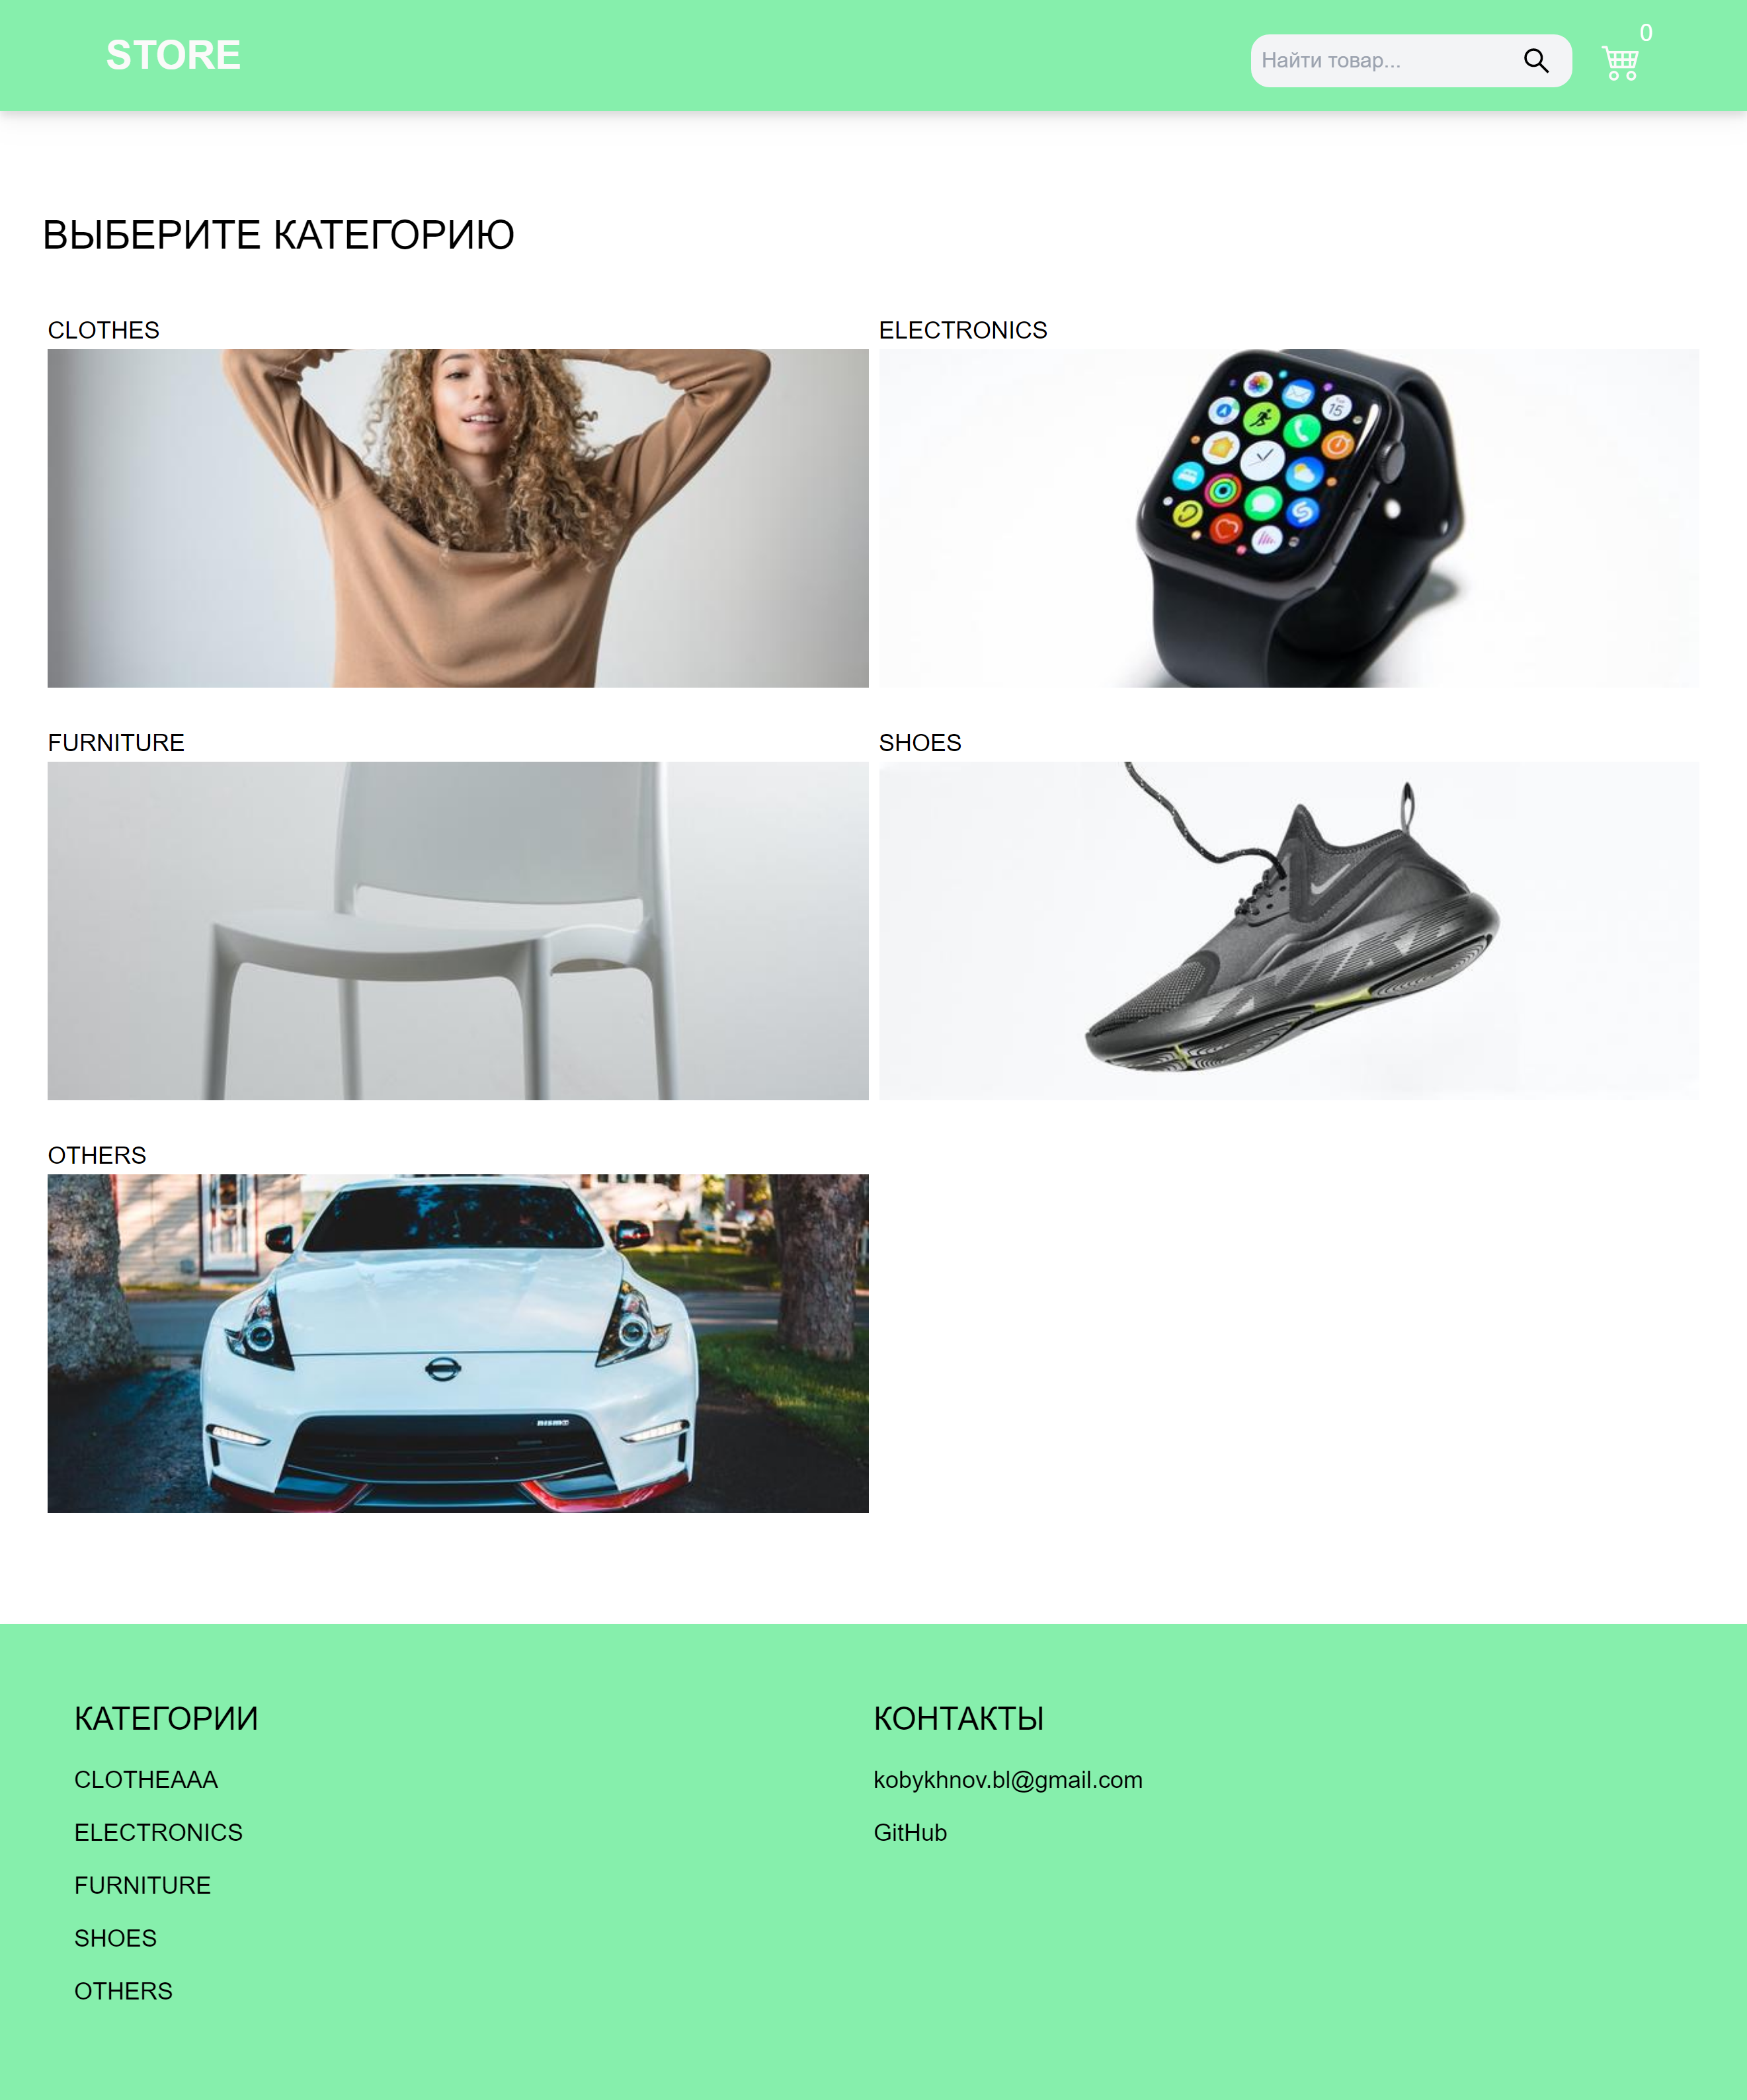 STORE
Найти товар...
0
ВЫБЕРИТЕ КАТЕГОРИЮ
CLOTHES
ELECTRONICS
15
FURNITURE
SHOES
OTHERS
nismo
КАТЕГОРИИ
CLOTHEAAA
ELECTRONICS
FURNITURE
SHOES
OTHERS
КОНТАКТЫ
kobykhnov.bl@gmail.com
GitHub